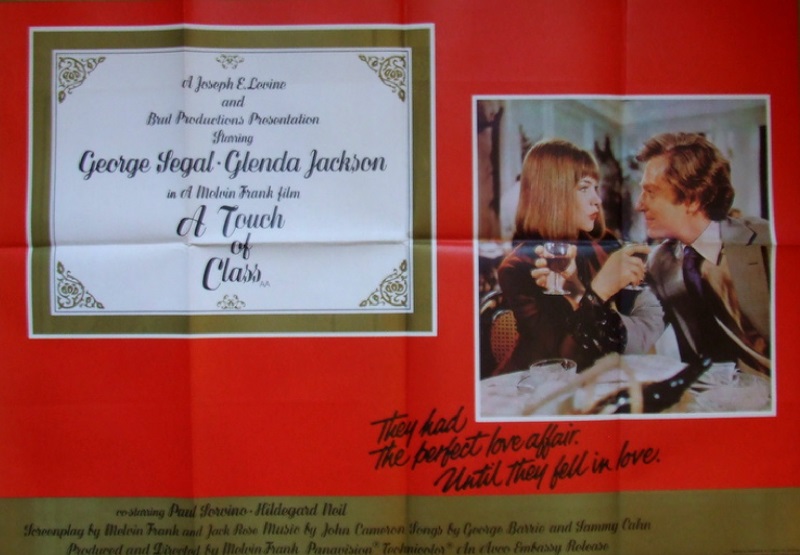 A Joseph E. Levine
and
Brut Productions Presentation
Starring
George Segal · Glenda Jackson
in A Melvin Frank film
A Touch
of
Class
AA
They had
The perfect love affair.
Until They fell in love.
co-starring Paul Sorvino · Hildegard Neil
Screenplay by Melvin Frank and Jack Rose Music by John Cameron Songs by George Barrie and Sammy Cahn
Produced and Directed by Melvin Frank Panavision® Technicolor® An Avco Embassy Release